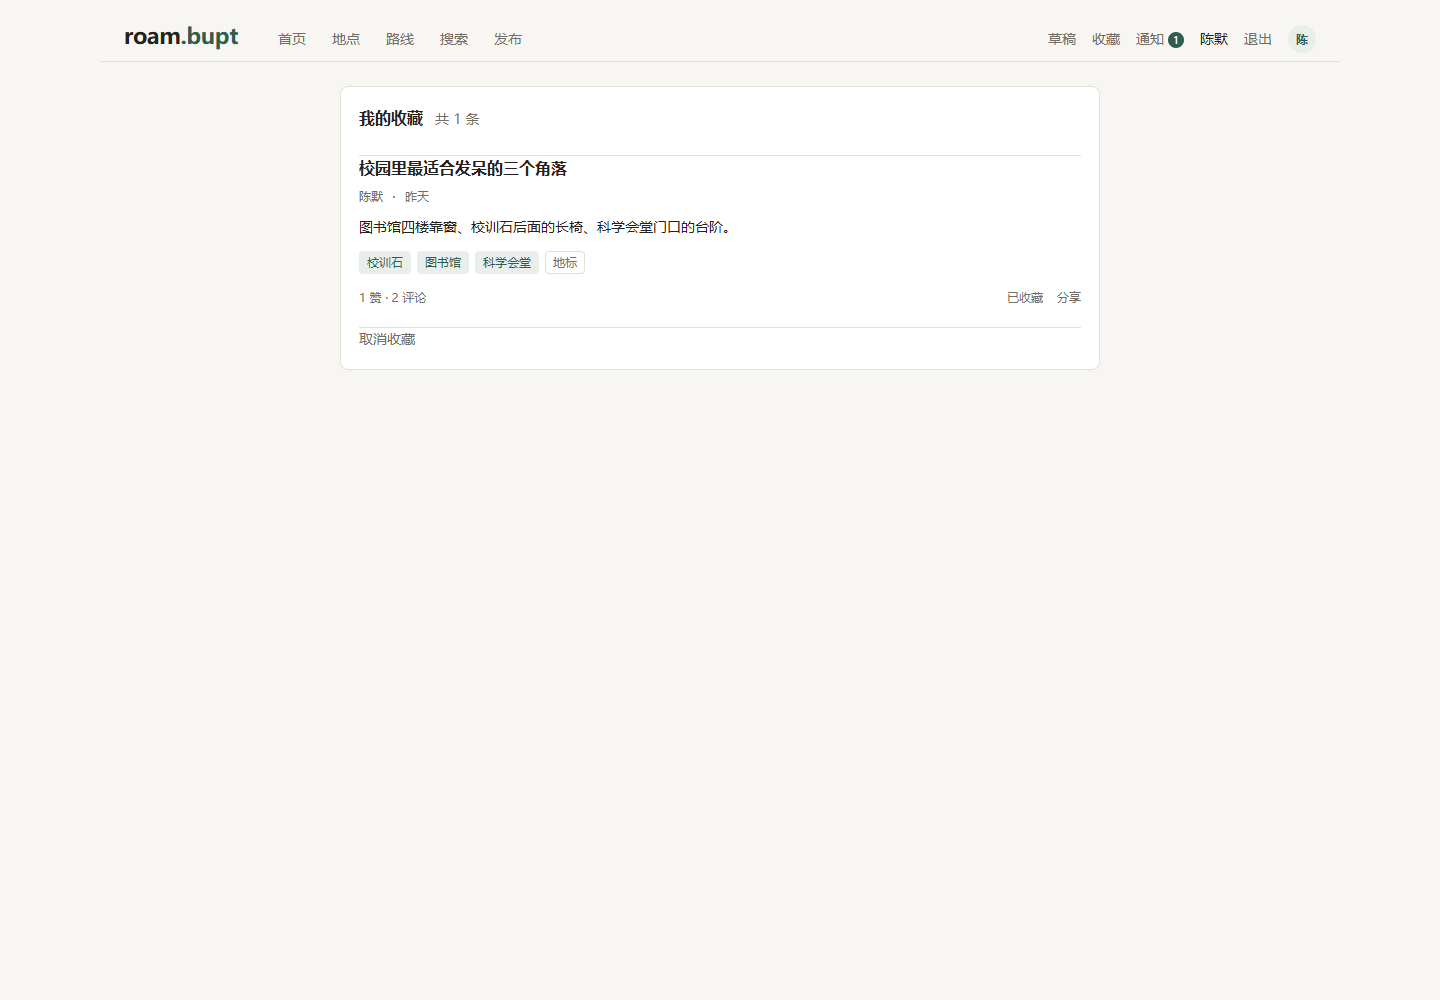 roam.bupt 首页 地点 路线 搜索 发布 草稿 收藏 通知 1 陈默 退出 陈
我的收藏 共 1 条
校园里最适合发呆的三个角落
陈默 · 昨天
图书馆四楼靠窗、校训石后面的长椅、科学会堂门口的台阶。
校训石 图书馆 科学会堂 地标
1 赞 · 2 评论 已收藏 分享
取消收藏